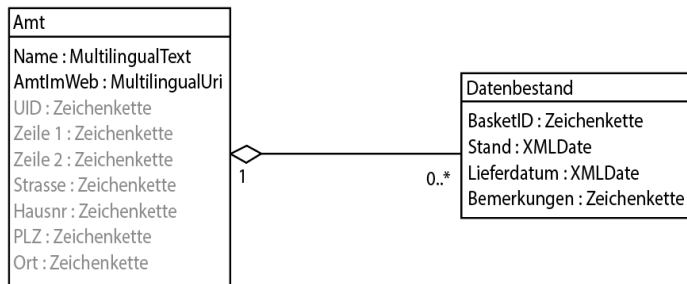 Amt
Name : MultilingualText
AmtImWeb : MultilingualUri
UID : Zeichenkette
Zeile 1 : Zeichenkette
Zeile 2 : Zeichenkette
Strasse : Zeichenkette
Hausnr : Zeichenkette
PLZ : Zeichenkette
Ort : Zeichenkette
1
0..*
Datenbestand
BasketID : Zeichenkette
Stand : XMLDate
Lieferdatum : XMLDate
Bemerkungen : Zeichenkette